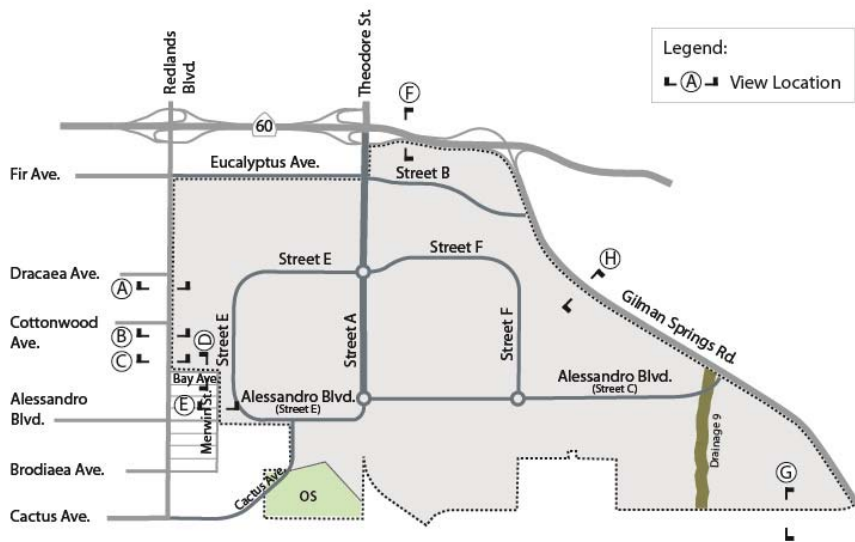 Redlands
Blvd.
Theodore St.
F
Legend:
A View Location
60
Eucalyptus Ave.
Fir Ave.
Street B
Street E
Street F
H
Dracaea Ave.
A
Gilman Springs Rd.
Cottonwood
Ave.
B
D
C
Street E
Street A
Street F
Bay Ave
Alessandro Blvd.
(Street E)
Alessandro Blvd.
(Street C)
E
Merwin St.
Alessandro
Blvd.
Drainage 9
Brodiaea Ave.
G
Cactus Ave.
OS
Cactus Ave.